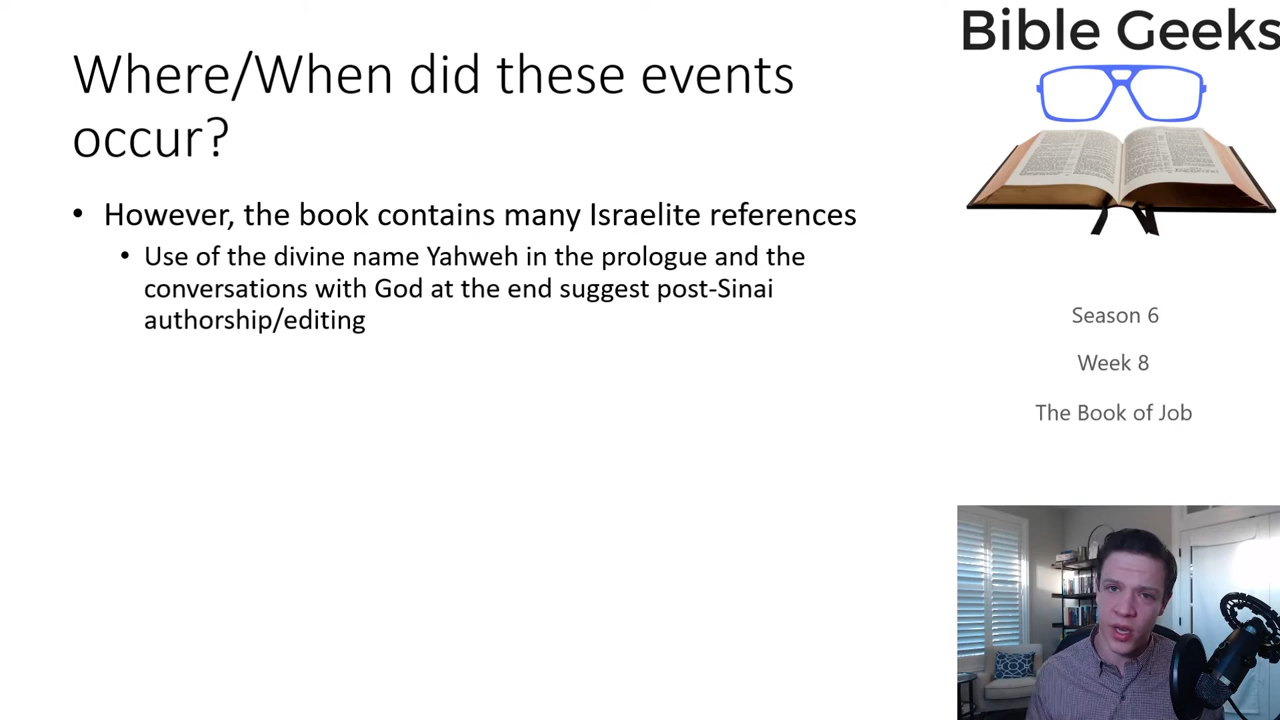 Where/When did these events
occur?
• However, the book contains many Israelite references
• Use of the divine name Yahweh in the prologue and the
conversations with God at the end suggest post-Sinai
authorship/editing
Bible Geeks
Season 6
Week 8
The Book of Job